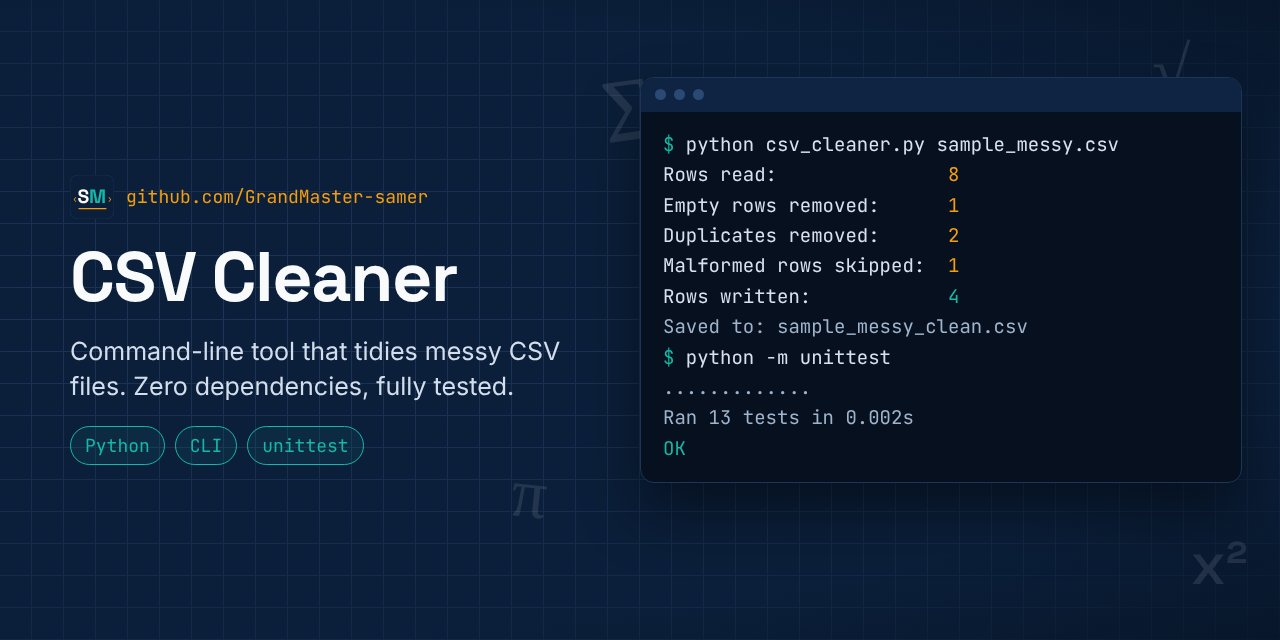 ‹SM› github.com/GrandMaster-samer
CSV Cleaner
Command-line tool that tidies messy CSV
files. Zero dependencies, fully tested.
Python CLI unittest
$ python csv_cleaner.py sample_messy.csv
Rows read: 8
Empty rows removed: 1
Duplicates removed: 2
Malformed rows skipped: 1
Rows written: 4
Saved to: sample_messy_clean.csv
$ python -m unittest
.............
Ran 13 tests in 0.002s
OK
∑
√
π
x²